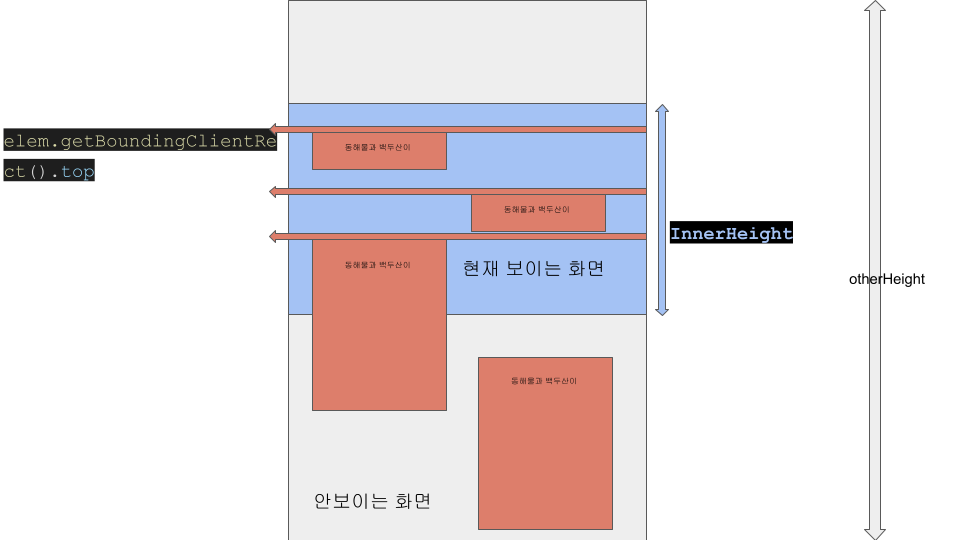 elem.getBoundingClientRe
ct().top
동해물과 백두산이
동해물과 백두산이
InnerHeight
동해물과 백두산이
현재 보이는 화면
otherHeight
동해물과 백두산이
안보이는 화면